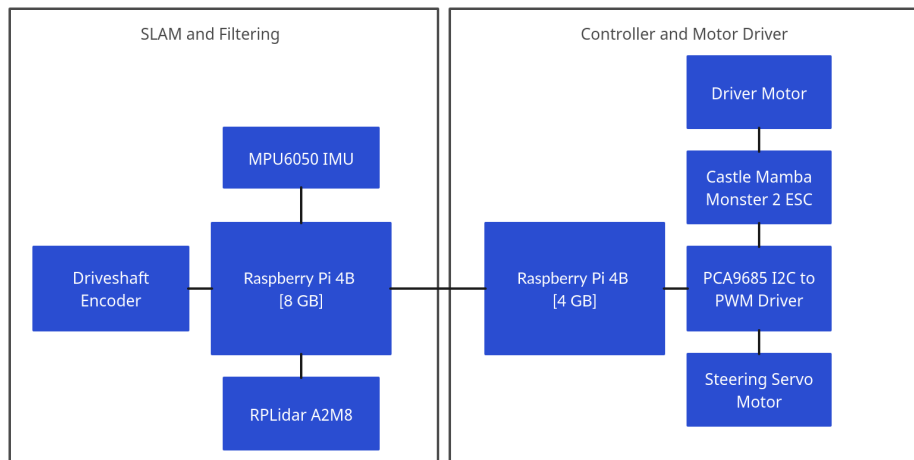 SLAM and Filtering
MPU6050 IMU
Driveshaft
Encoder
Raspberry Pi 4B
[8 GB]
RPLidar A2M8
Controller and Motor Driver
Driver Motor
Castle Mamba
Monster 2 ESC
Raspberry Pi 4B
[4 GB]
PCA9685 I2C to
PWM Driver
Steering Servo
Motor